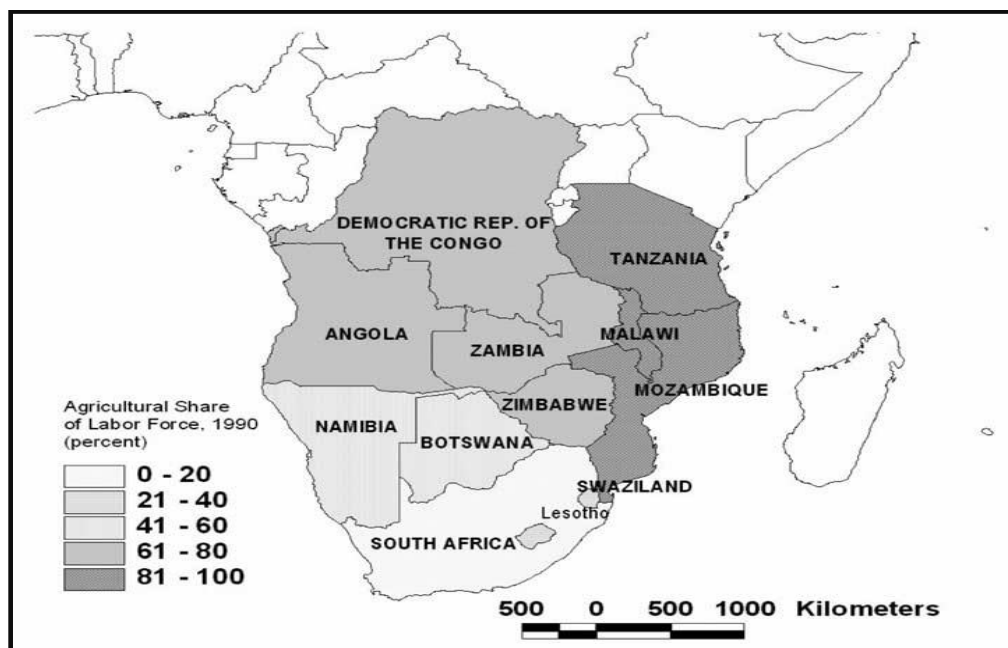 DEMOCRATIC REP. OF
THE CONGO
TANZANIA
ANGOLA
ZAMBIA
MALAWI
MOZAMBIQUE
ZIMBABWE
NAMIBIA
BOTSWANA
SWAZILAND
Lesotho
SOUTH AFRICA
Agricultural Share
of Labor Force, 1990
(percent)
0 - 20
21 - 40
41 - 60
61 - 80
81 - 100
500 0 500 1000 Kilometers